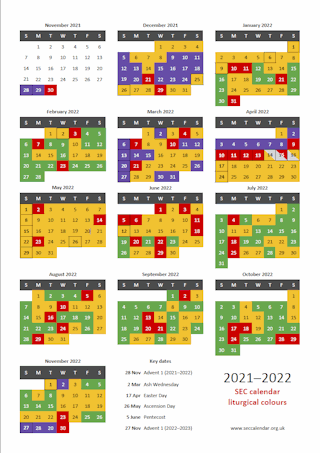 November 2021
S M T W T F S
1 2 3 4 5 6
7 8 9 10 11 12 13
14 15 16 17 18 19 20
21 22 23 24 25 26 27
28 29 30
December 2021
S M T W T F S
1 2 3 4
5 6 7 8 9 10 11
12 13 14 15 16 17 18
19 20 21 22 23 24 25
26 27 28 29 30 31
January 2022
S M T W T F S
1
2 3 4 5 6 7 8
9 10 11 12 13 14 15
16 17 18 19 20 21 22
23 24 25 26 27 28 29
30 31
February 2022
S M T W T F S
1 2 3 4 5
6 7 8 9 10 11 12
13 14 15 16 17 18 19
20 21 22 23 24 25 26
27 28
March 2022
S M T W T F S
1 2 3 4 5
6 7 8 9 10 11 12
13 14 15 16 17 18 19
20 21 22 23 24 25 26
27 28 29 30 31
April 2022
S M T W T F S
1 2
3 4 5 6 7 8 9
10 11 12 13 14 15 16
17 18 19 20 21 22 23
24 25 26 27 28 29 30
May 2022
S M T W T F S
1 2 3 4 5 6 7
8 9 10 11 12 13 14
15 16 17 18 19 20 21
22 23 24 25 26 27 28
29 30 31
June 2022
S M T W T F S
1 2 3 4
5 6 7 8 9 10 11
12 13 14 15 16 17 18
19 20 21 22 23 24 25
26 27 28 29 30
July 2022
S M T W T F S
1 2
3 4 5 6 7 8 9
10 11 12 13 14 15 16
17 18 19 20 21 22 23
24 25 26 27 28 29 30
31
August 2022
S M T W T F S
1 2 3 4 5 6
7 8 9 10 11 12 13
14 15 16 17 18 19 20
21 22 23 24 25 26 27
28 29 30 31
September 2022
S M T W T F S
1 2 3
4 5 6 7 8 9 10
11 12 13 14 15 16 17
18 19 20 21 22 23 24
25 26 27 28 29 30
October 2022
S M T W T F S
1
2 3 4 5 6 7 8
9 10 11 12 13 14 15
16 17 18 19 20 21 22
23 24 25 26 27 28 29
30 31
November 2022
S M T W T F S
1 2 3 4 5
6 7 8 9 10 11 12
13 14 15 16 17 18 19
20 21 22 23 24 25 26
27 28 29 30
Key dates
28 Nov Advent 1 (2021–2022)
2 Mar Ash Wednesday
17 Apr Easter Day
26 May Ascension Day
5 June Pentecost
27 Nov Advent 1 (2022–2023)
2021–2022
SEC calendar
liturgical colours
www.seccalendar.org.uk